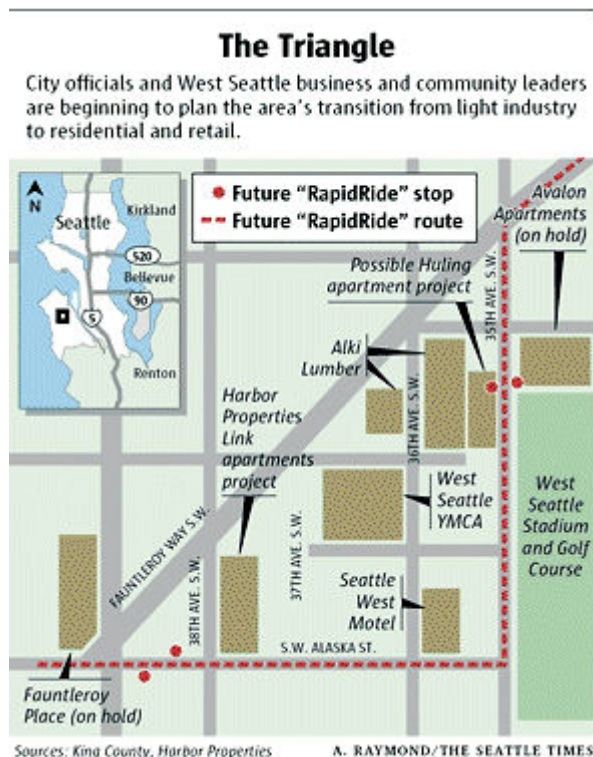 The Triangle
City officials and West Seattle business and community leaders
are beginning to plan the area's transition from light industry
to residential and retail.
N
Seattle
Kirkland
520
Bellevue
90
5
Renton
Future “RapidRide” stop
Future “RapidRide” route
Avalon
Apartments
(on hold)
Possible Huling
apartment project
35TH AVE. S.W.
Alki
Lumber
36TH AVE. S.W.
Harbor
Properties
Link
apartments
project
West
Seattle
YMCA
West
Seattle
Stadium
and Golf
Course
FAUNTLEROY WAY S.W.
38TH AVE. S.W.
37TH AVE. S.W.
Seattle
West
Motel
S.W. ALASKA ST.
Fauntleroy
Place (on hold)
Sources: King County, Harbor Properties
A. RAYMOND/THE SEATTLE TIMES